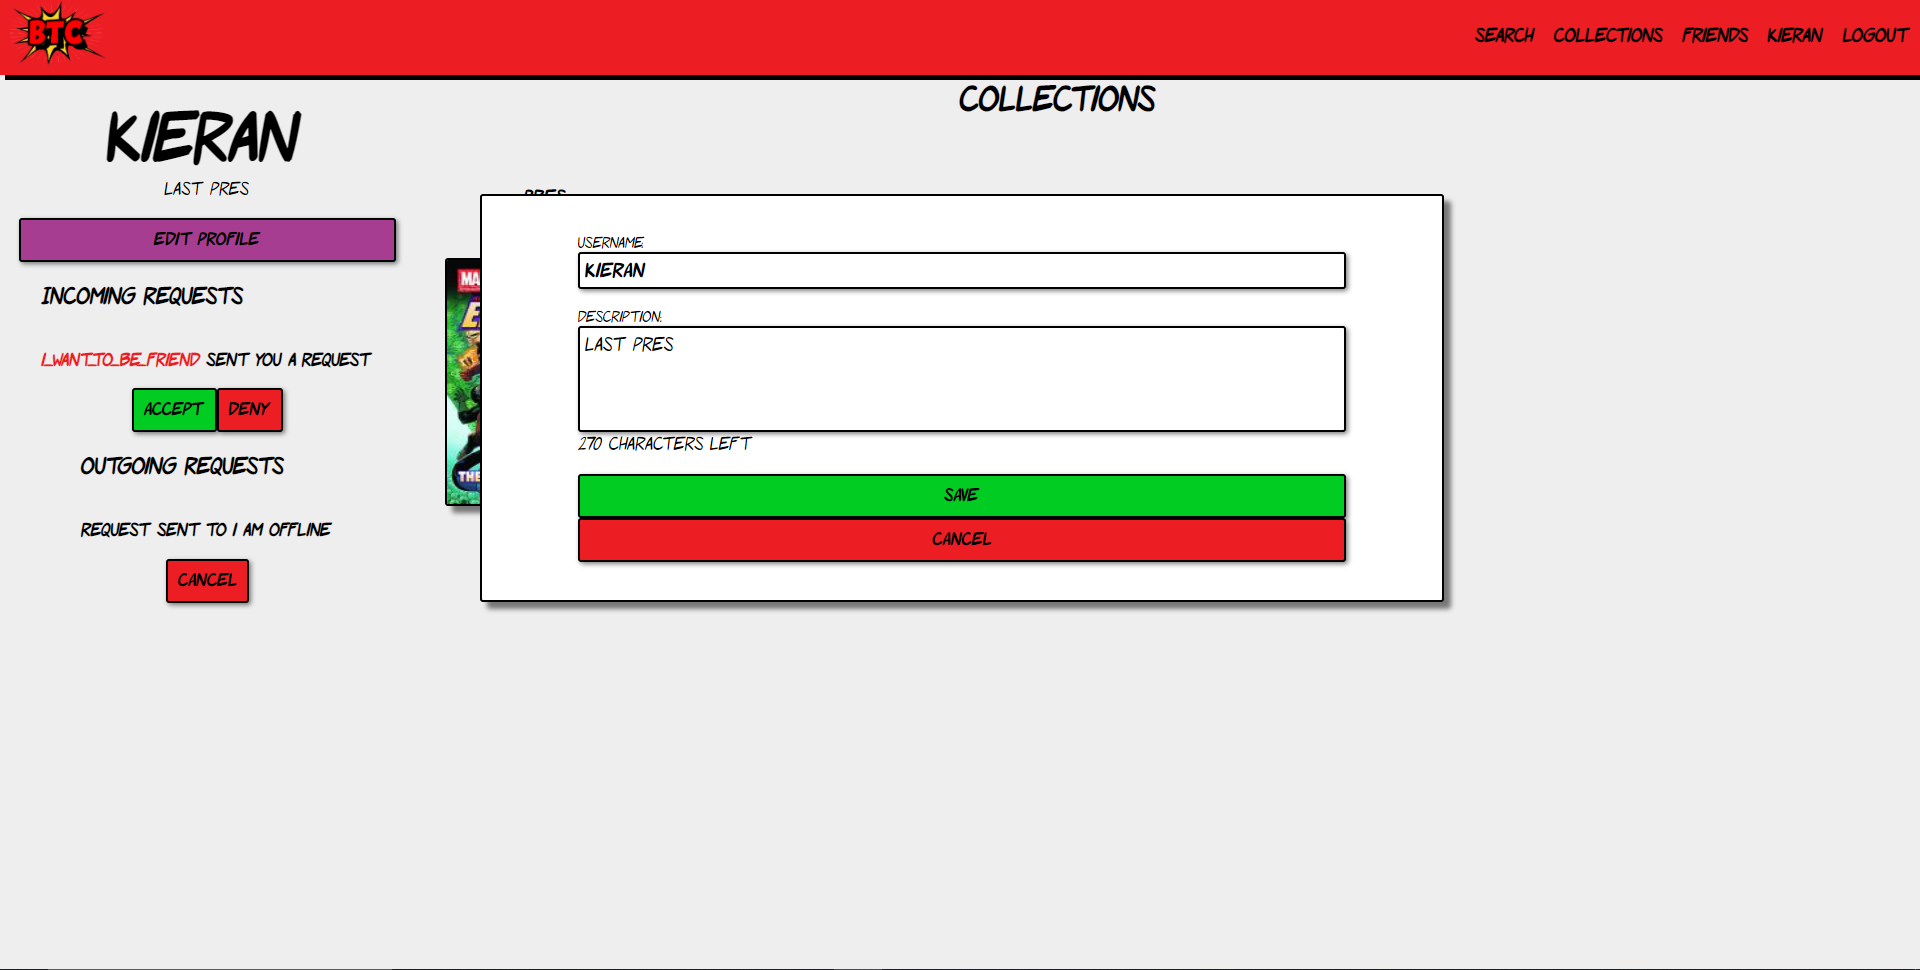 BTC
SEARCH COLLECTIONS FRIENDS KIERAN LOGOUT
COLLECTIONS
KIERAN
LAST PRES
EDIT PROFILE
INCOMING REQUESTS
I_WANT_TO_BE_FRIEND SENT YOU A REQUEST
ACCEPT DENY
OUTGOING REQUESTS
REQUEST SENT TO I AM OFFLINE
CANCEL
PRES
USERNAME:
KIERAN
DESCRIPTION:
LAST PRES
270 CHARACTERS LEFT
SAVE
CANCEL
THE